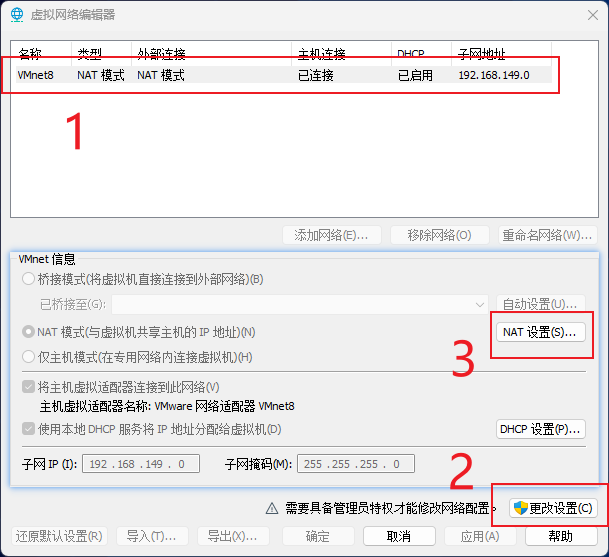 虚拟网络编辑器
名称 类型 外部连接 主机连接 DHCP 子网地址
VMnet8 NAT 模式 NAT 模式 已连接 已启用 192.168.149.0
1
添加网络(E)... 移除网络(O) 重命名网络(W)...
VMnet 信息
桥接模式(将虚拟机直接连接到外部网络)(B)
已桥接至(G): 自动设置(U)...
NAT 模式(与虚拟机共享主机的 IP 地址)(N) NAT 设置(S)...
3
仅主机模式(在专用网络内连接虚拟机)(H)
将主机虚拟适配器连接到此网络(V)
主机虚拟适配器名称: VMware 网络适配器 VMnet8
使用本地 DHCP 服务将 IP 地址分配给虚拟机(D) DHCP 设置(P)...
子网 IP (I): 192 . 168 . 149 . 0 子网掩码(M): 255 . 255 . 255 . 0
2
需要具备管理员特权才能修改网络配置。 更改设置(C)
还原默认设置(R) 导入(T)... 导出(X)... 确定 取消 应用(A) 帮助